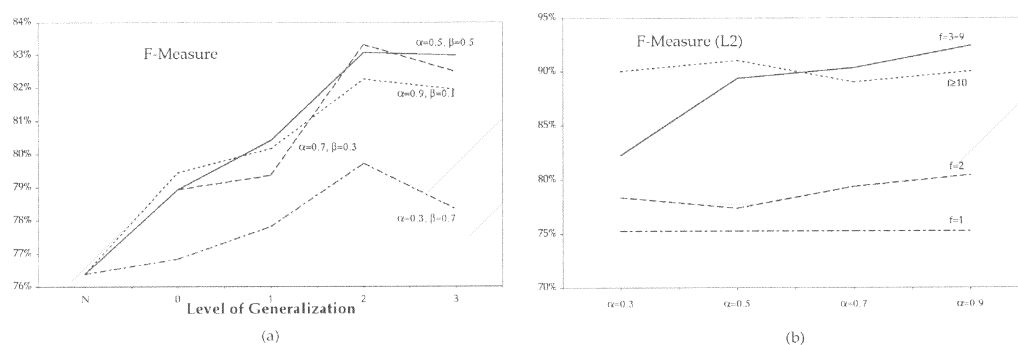 84%
83%
82%
81%
80%
79%
78%
77%
76%
F-Measure
α=0.5, β=0.5
α=0.9, β=0.1
α=0.7, β=0.3
α=0.3, β=0.7
N 0 1 2 3
Level of Generalization
(a)
95%
90%
85%
80%
75%
70%
F-Measure (L2)
f=3-9
f≥10
f=2
f=1
α=0.3 α=0.5 α=0.7 α=0.9
(b)